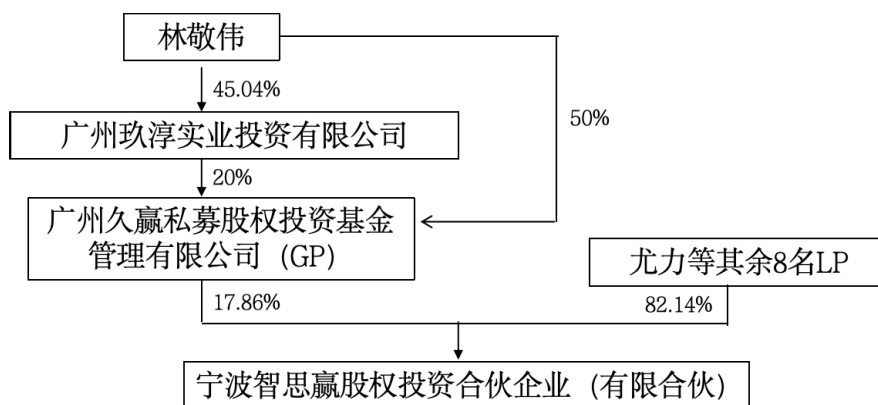 林敬伟
45.04%
50%
广州玖淳实业投资有限公司
20%
广州久赢私募股权投资基金
管理有限公司（GP）
尤力等其余8名LP
17.86%
82.14%
宁波智思赢股权投资合伙企业（有限合伙）